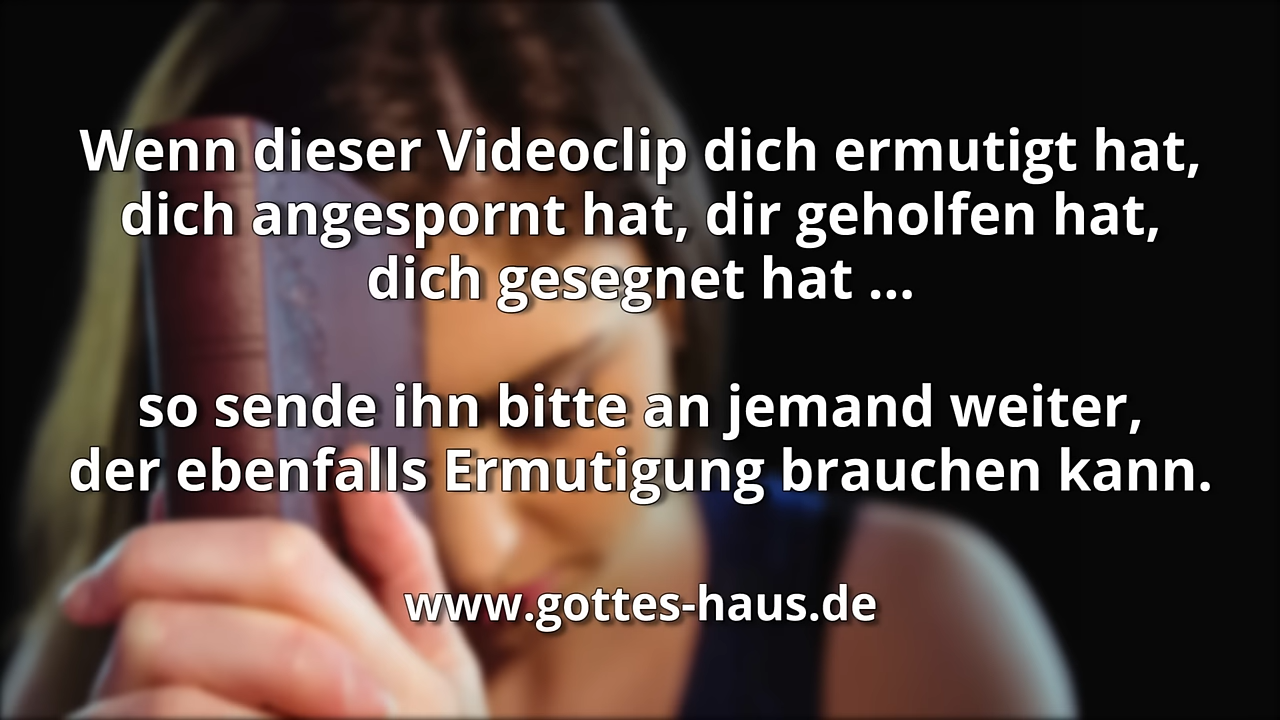 Wenn dieser Videoclip dich ermutigt hat,
dich angespornt hat, dir geholfen hat,
dich gesegnet hat ...
so sende ihn bitte an jemand weiter,
der ebenfalls Ermutigung brauchen kann.
www.gottes-haus.de